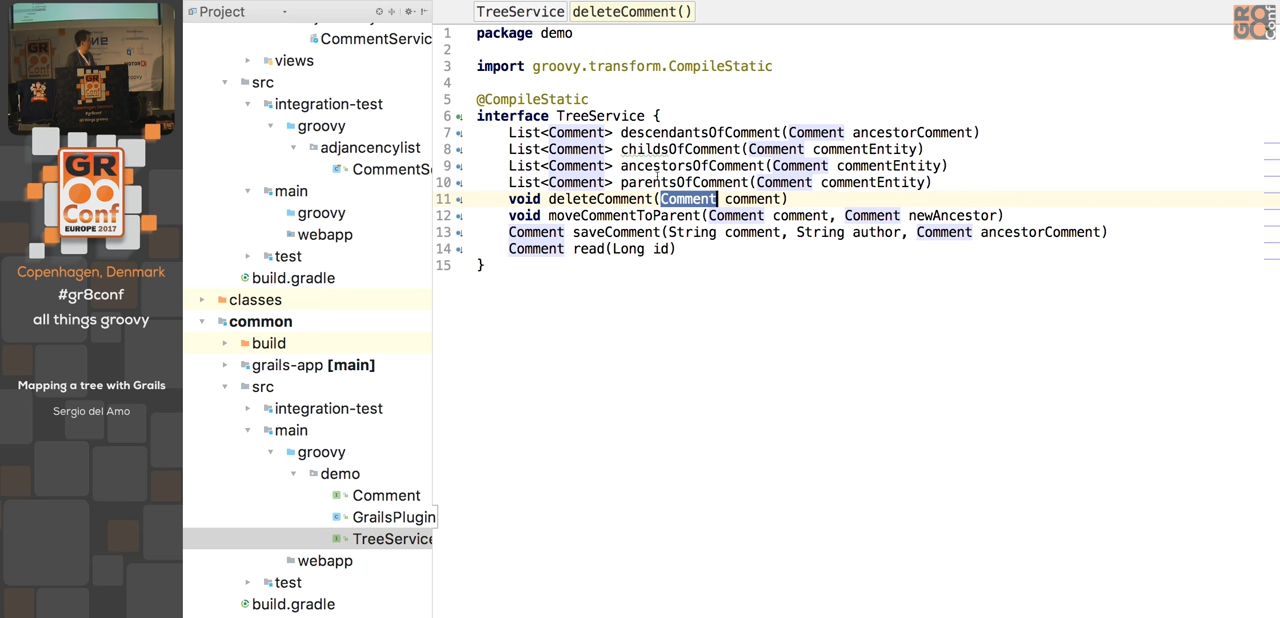 GR
Conf
EUROPE 2017
Copenhagen, Denmark
#gr8conf
all things groovy
Mapping a tree with Grails
Sergio del Amo
Project
CommentServic
views
src
integration-test
groovy
adjancencylist
CommentSe
main
groovy
webapp
test
build.gradle
classes
common
build
grails-app [main]
src
integration-test
main
groovy
demo
Comment
GrailsPlugin
TreeService
webapp
test
build.gradle
TreeService deleteComment()
1 package demo
2
3 import groovy.transform.CompileStatic
4
5 @CompileStatic
6 interface TreeService {
7 List<Comment> descendantsOfComment(Comment ancestorComment)
8 List<Comment> childsOfComment(Comment commentEntity)
9 List<Comment> ancestorsOfComment(Comment commentEntity)
10 List<Comment> parentsOfComment(Comment commentEntity)
11 void deleteComment(Comment comment)
12 void moveCommentToParent(Comment comment, Comment newAncestor)
13 Comment saveComment(String comment, String author, Comment ancestorComment)
14 Comment read(Long id)
15 }
GR
Conf